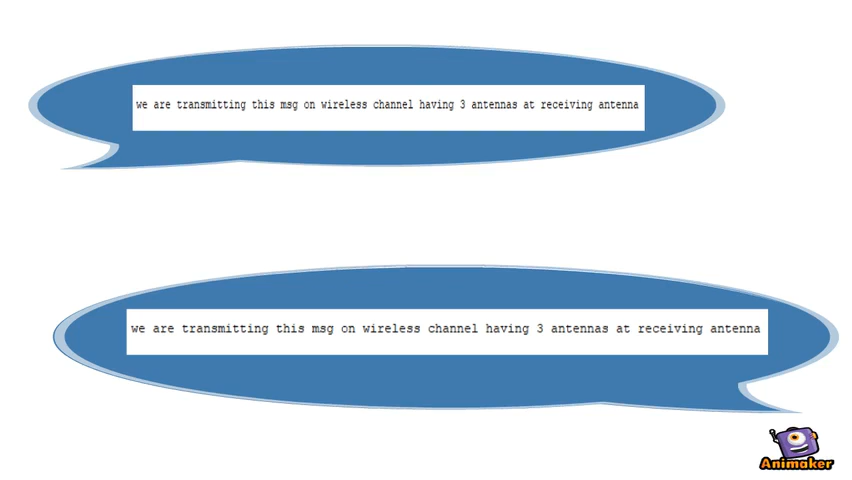 we are transmitting this msg on wireless channel having 3 antennas at receiving antenna
we are transmitting this msg on wireless channel having 3 antennas at receiving antenna
Animaker